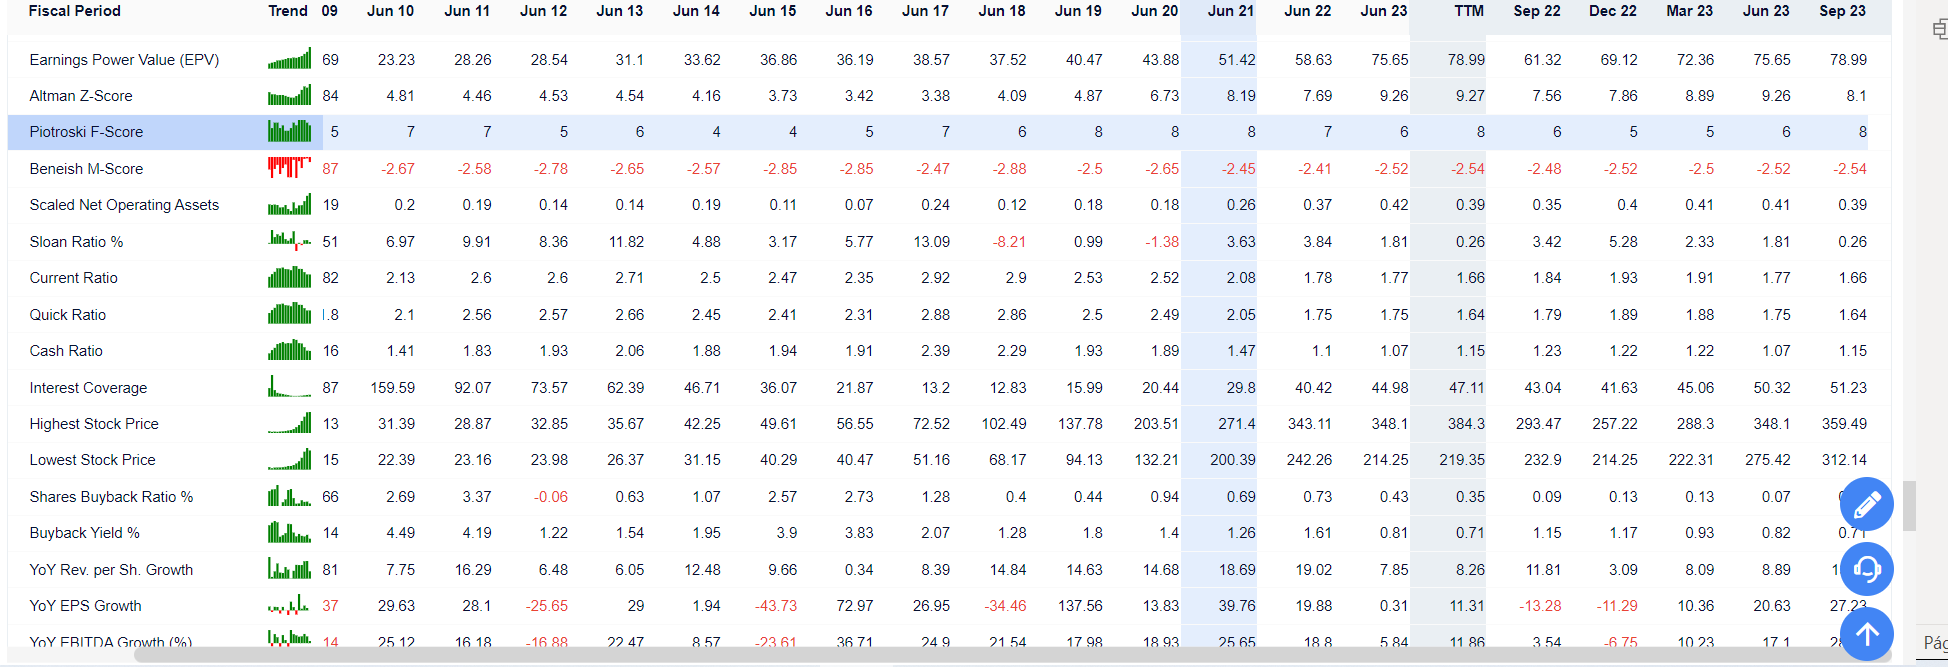 Fiscal Period Trend 09 Jun 10 Jun 11 Jun 12 Jun 13 Jun 14 Jun 15 Jun 16 Jun 17 Jun 18 Jun 19 Jun 20 Jun 21 Jun 22 Jun 23 TTM Sep 22 Dec 22 Mar 23 Jun 23 Sep 23
Earnings Power Value (EPV) 69 23.23 28.26 28.54 31.1 33.62 36.86 36.19 38.57 37.52 40.47 43.88 51.42 58.63 75.65 78.99 61.32 69.12 72.36 75.65 78.99
Altman Z-Score 84 4.81 4.46 4.53 4.54 4.16 3.73 3.42 3.38 4.09 4.87 6.73 8.19 7.69 9.26 9.27 7.56 7.86 8.89 9.26 8.1
Piotroski F-Score 5 7 7 5 6 4 4 5 7 6 8 8 8 7 6 8 6 5 5 6 8
Beneish M-Score 87 -2.67 -2.58 -2.78 -2.65 -2.57 -2.85 -2.85 -2.47 -2.88 -2.5 -2.65 -2.45 -2.41 -2.52 -2.54 -2.48 -2.52 -2.5 -2.52 -2.54
Scaled Net Operating Assets 19 0.2 0.19 0.14 0.14 0.19 0.11 0.07 0.24 0.12 0.18 0.18 0.26 0.37 0.42 0.39 0.35 0.4 0.41 0.41 0.39
Sloan Ratio % 51 6.97 9.91 8.36 11.82 4.88 3.17 5.77 13.09 -8.21 0.99 -1.38 3.63 3.84 1.81 0.26 3.42 5.28 2.33 1.81 0.26
Current Ratio 82 2.13 2.6 2.6 2.71 2.5 2.47 2.35 2.92 2.9 2.53 2.52 2.08 1.78 1.77 1.66 1.84 1.93 1.91 1.77 1.66
Quick Ratio .8 2.1 2.56 2.57 2.66 2.45 2.41 2.31 2.88 2.86 2.5 2.49 2.05 1.75 1.75 1.64 1.79 1.89 1.88 1.75 1.64
Cash Ratio 16 1.41 1.83 1.93 2.06 1.88 1.94 1.91 2.39 2.29 1.93 1.89 1.47 1.1 1.07 1.15 1.23 1.22 1.22 1.07 1.15
Interest Coverage 87 159.59 92.07 73.57 62.39 46.71 36.07 21.87 13.2 12.83 15.99 20.44 29.8 40.42 44.98 47.11 43.04 41.63 45.06 50.32 51.23
Highest Stock Price 13 31.39 28.87 32.85 35.67 42.25 49.61 56.55 72.52 102.49 137.78 203.51 271.4 343.11 348.1 384.3 293.47 257.22 288.3 348.1 359.49
Lowest Stock Price 15 22.39 23.16 23.98 26.37 31.15 40.29 40.47 51.16 68.17 94.13 132.21 200.39 242.26 214.25 219.35 232.9 214.25 222.31 275.42 312.14
Shares Buyback Ratio % 66 2.69 3.37 -0.06 0.63 1.07 2.57 2.73 1.28 0.4 0.44 0.94 0.69 0.73 0.43 0.35 0.09 0.13 0.13 0.07
Buyback Yield % 14 4.49 4.19 1.22 1.54 1.95 3.9 3.83 2.07 1.28 1.8 1.4 1.26 1.61 0.81 0.71 1.15 1.17 0.93 0.82 0.71
YoY Rev. per Sh. Growth 81 7.75 16.29 6.48 6.05 12.48 9.66 0.34 8.39 14.84 14.63 14.68 18.69 19.02 7.85 8.26 11.81 3.09 8.09 8.89
YoY EPS Growth 37 29.63 28.1 -25.65 29 1.94 -43.73 72.97 26.95 -34.46 137.56 13.83 39.76 19.88 0.31 11.31 -13.28 -11.29 10.36 20.63 27.23
YoY EBITDA Growth (%) 14 25.12 16.18 -16.88 22.47 8.57 -23.61 36.71 24.9 21.54 17.98 18.93 25.65 18.8 5.84 11.86 3.54 -6.75 10.23 17.1
Pág